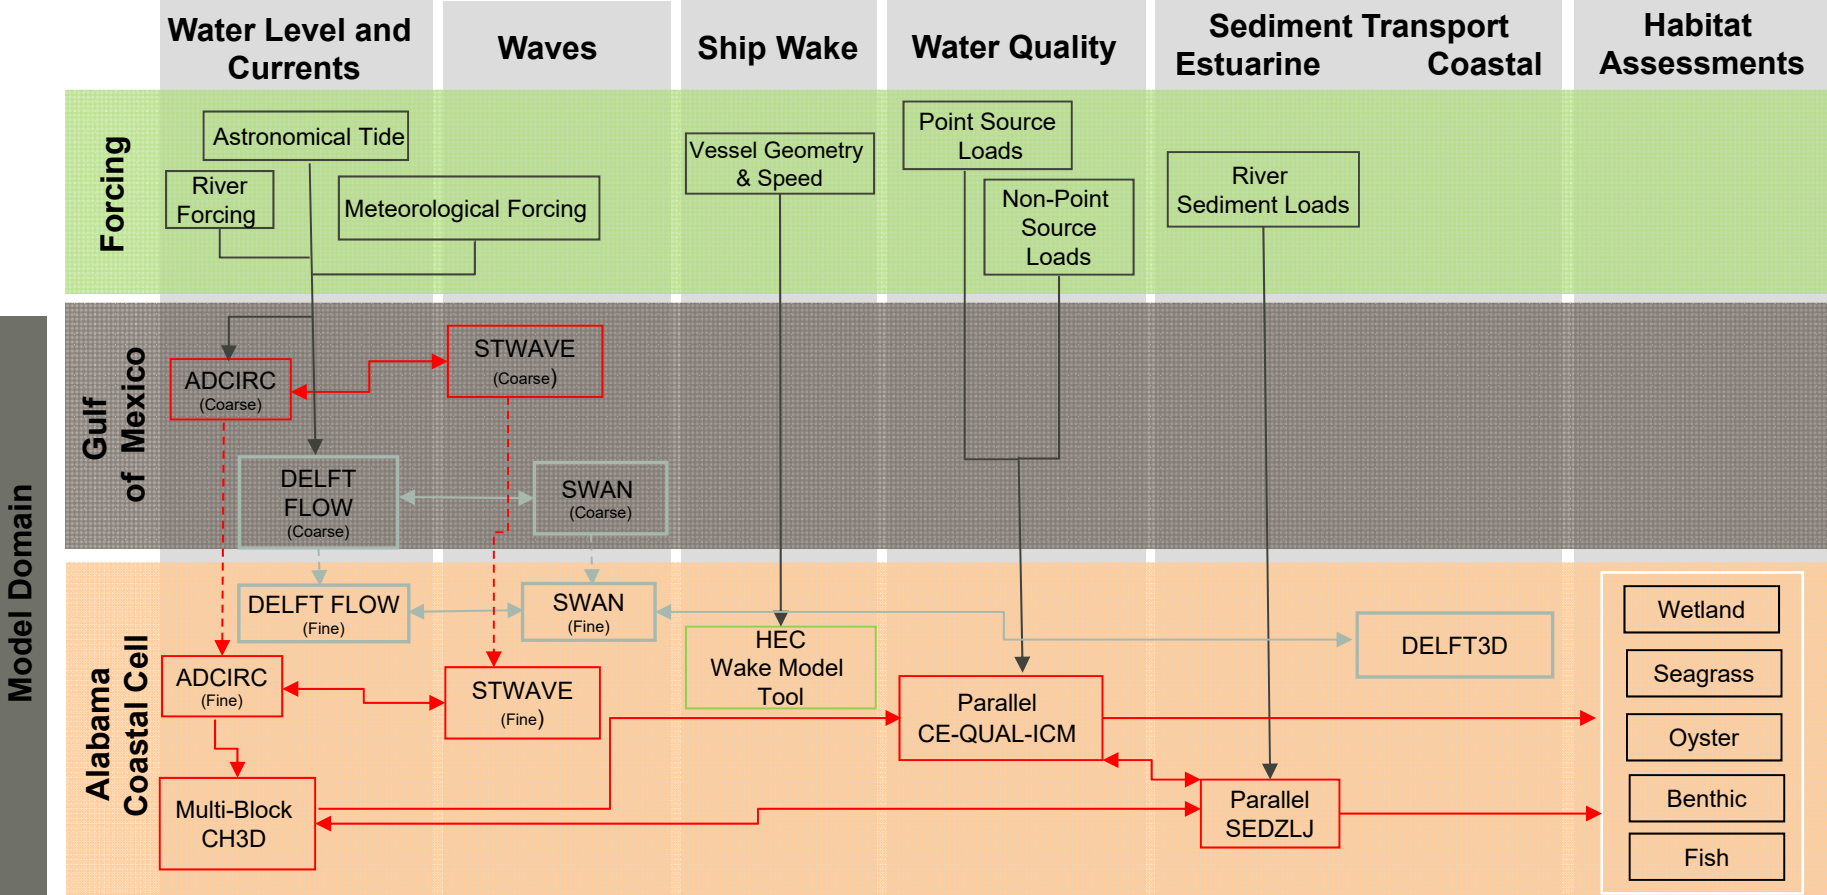 Water Level and
Currents
Waves
Ship Wake
Water Quality
Sediment Transport
Estuarine Coastal
Habitat
Assessments
Forcing
Astronomical Tide
River
Forcing
Meteorological Forcing
Vessel Geometry
& Speed
Point Source
Loads
Non-Point
Source
Loads
River
Sediment Loads
Model Domain
Gulf
of Mexico
ADCIRC
(Coarse)
STWAVE
(Coarse)
DELFT
FLOW
(Coarse)
SWAN
(Coarse)
Alabama
Coastal Cell
DELFT FLOW
(Fine)
SWAN
(Fine)
ADCIRC
(Fine)
STWAVE
(Fine)
HEC
Wake Model
Tool
Parallel
CE-QUAL-ICM
DELFT3D
Multi-Block
CH3D
Parallel
SEDZLJ
Wetland
Seagrass
Oyster
Benthic
Fish